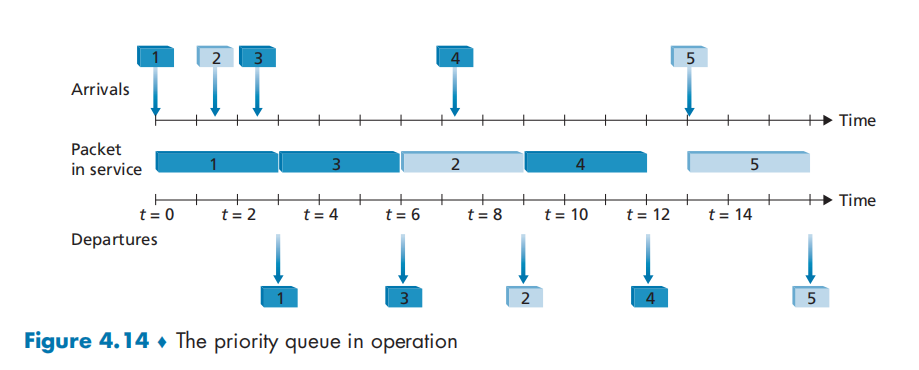 1 2 3 4 5
Arrivals
Time
Packet
in service
1 3 2 4 5
Time
t = 0 t = 2 t = 4 t = 6 t = 8 t = 10 t = 12 t = 14
Departures
1 3 2 4 5
Figure 4.14 ♦ The priority queue in operation